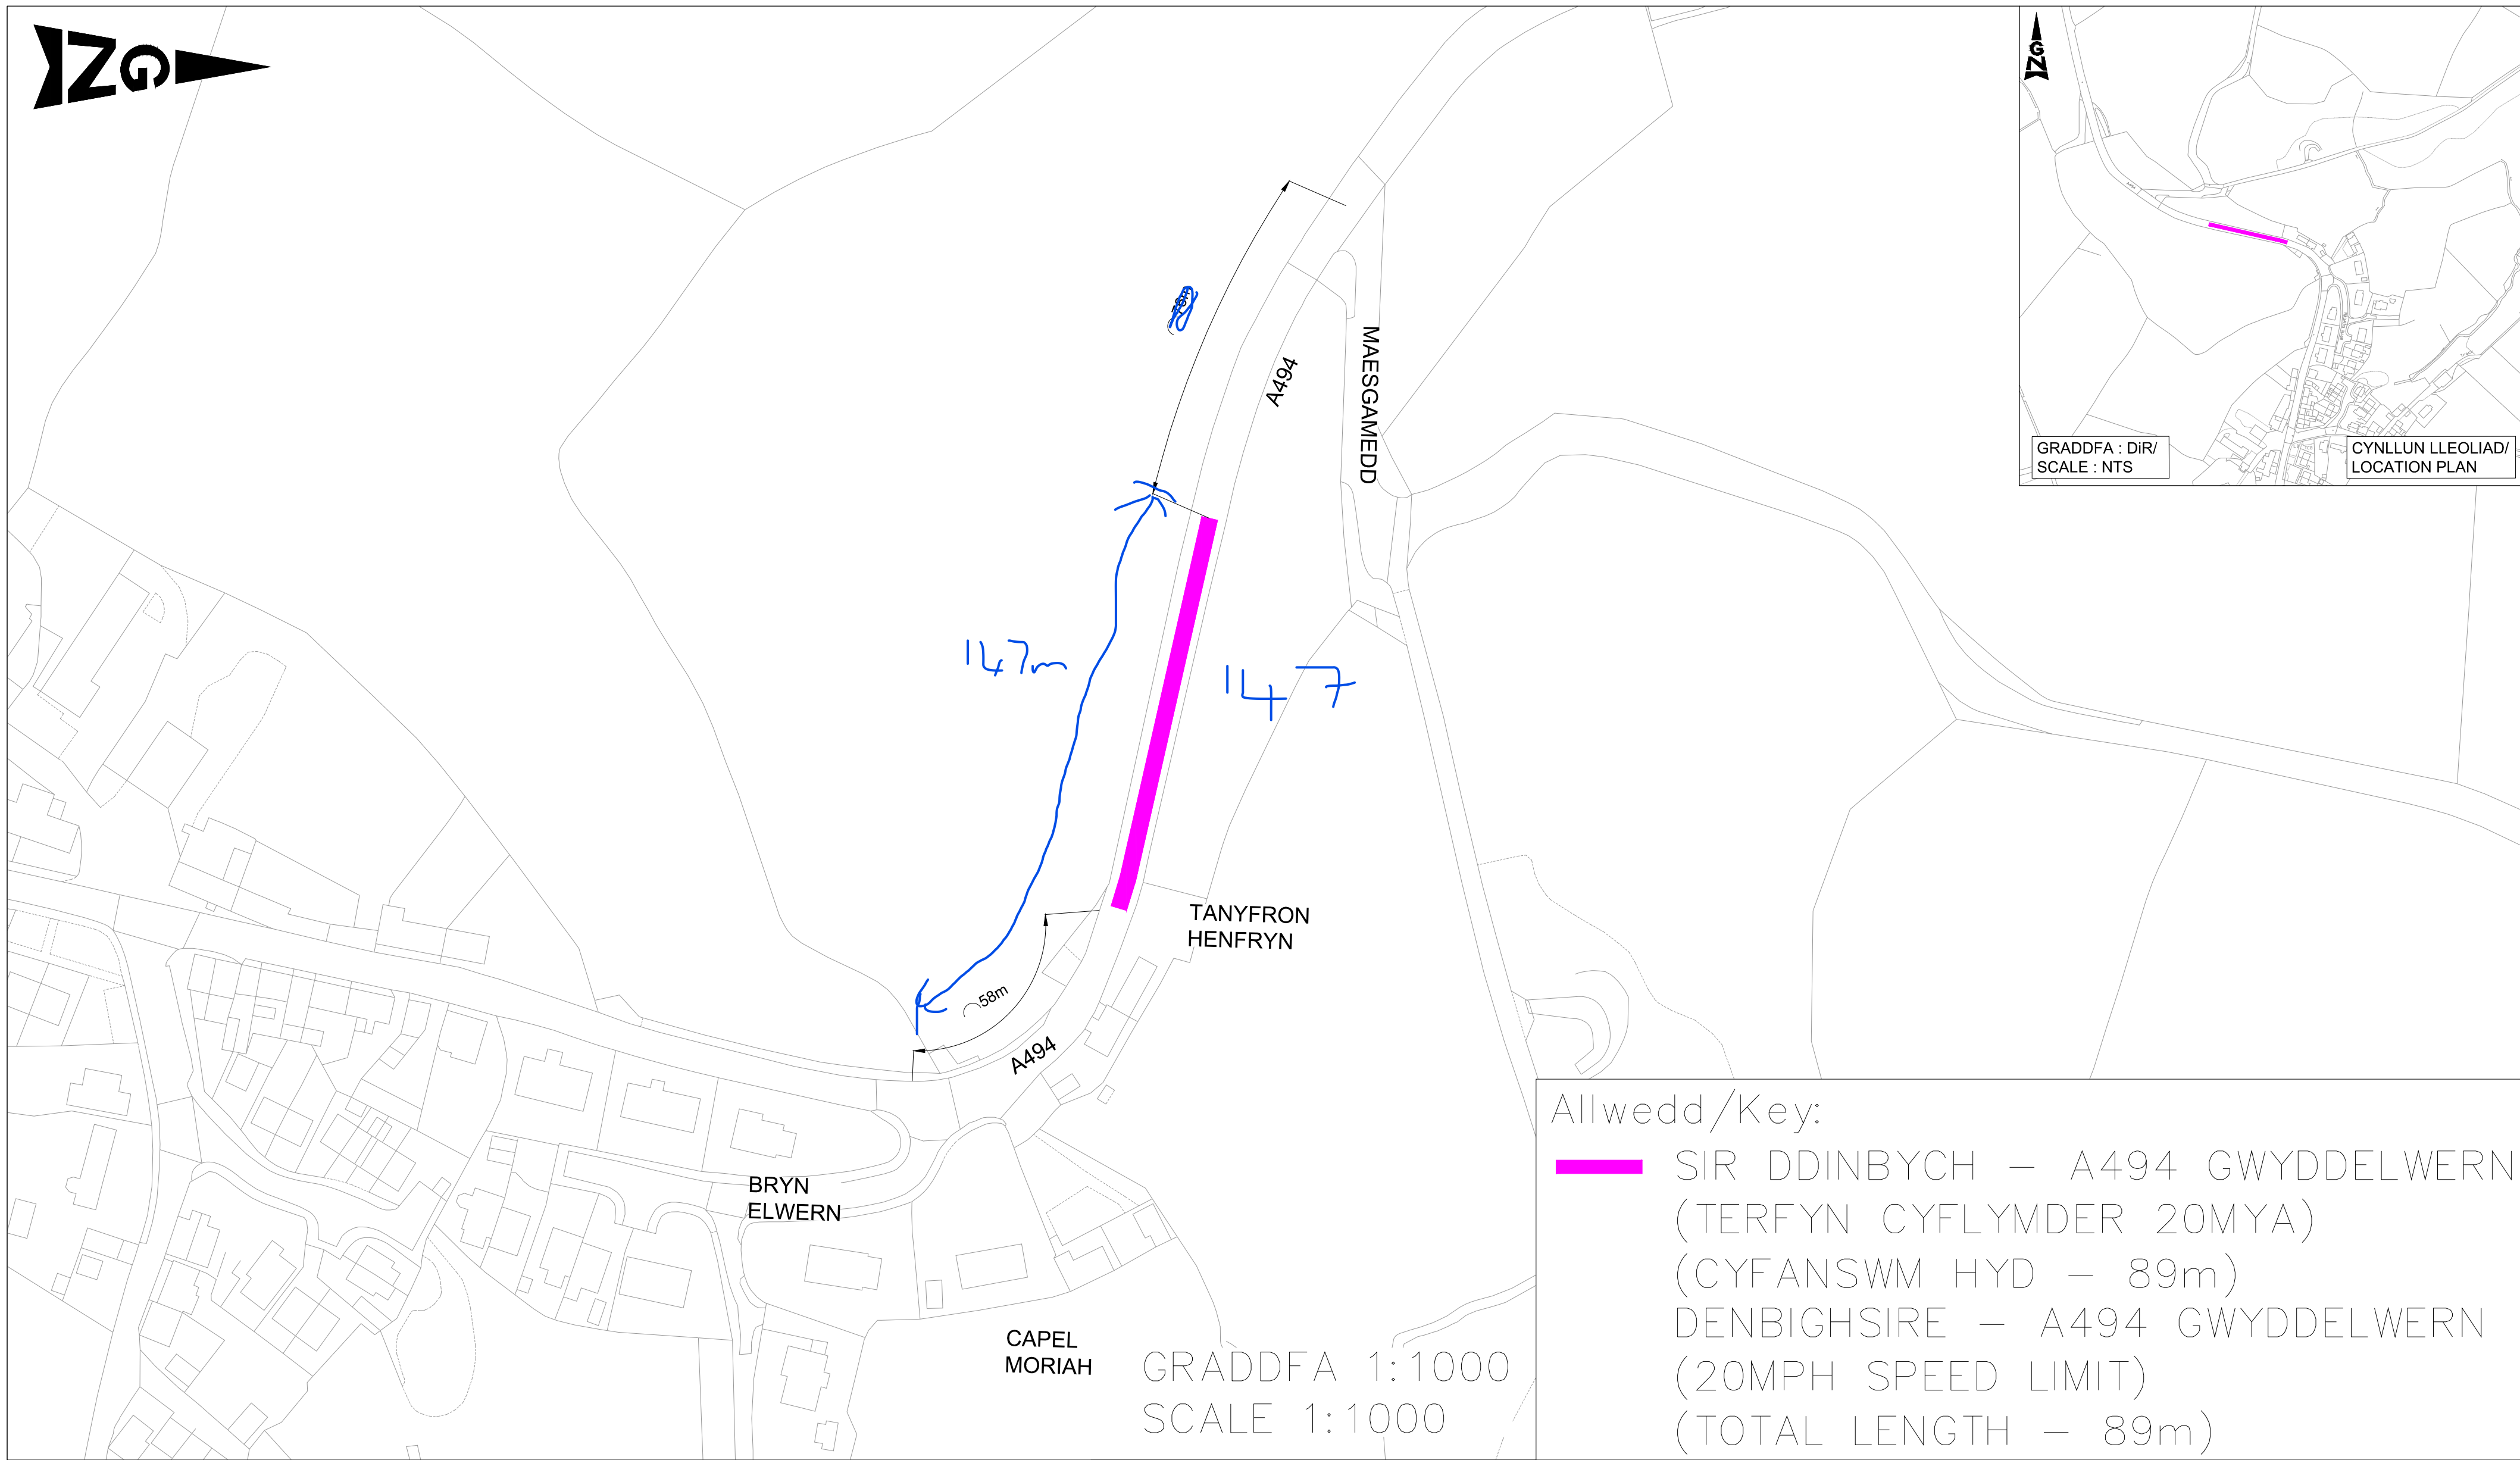 GRADDFA : DiR/
SCALE : NTS
CYNLLUN LLEOLIAD/
LOCATION PLAN
A494
MAESGAMEDD
147m
147
TANYFRON
HENFRYN
58m
A494
BRYN
ELWERN
CAPEL
MORIAH
GRADDFA 1:1000
SCALE 1:1000
Allwedd/Key:
SIR DDINBYCH - A494 GWYDDELWERN
(TERFYN CYFLYMDER 20MYA)
(CYFANSWM HYD - 89m)
DENBIGHSIRE - A494 GWYDDELWERN
(20MPH SPEED LIMIT)
(TOTAL LENGTH - 89m)